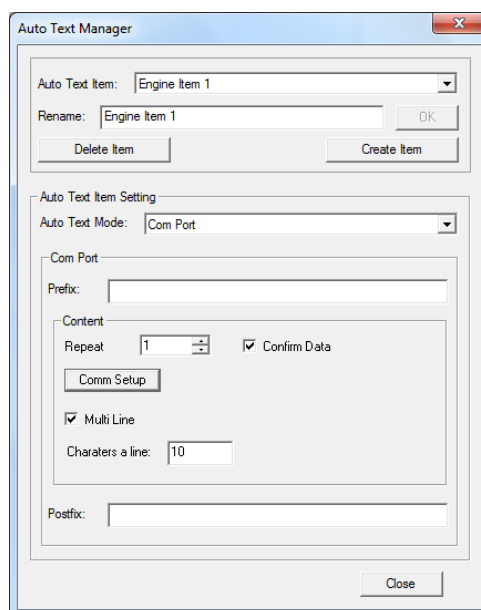 Auto Text Manager
Auto Text Item: Engine Item 1
Rename: Engine Item 1 OK
Delete Item Create Item
Auto Text Item Setting
Auto Text Mode: Com Port
Com Port
Prefix:
Content
Repeat 1 Confirm Data
Comm Setup
Multi Line
Charaters a line: 10
Postfix:
Close